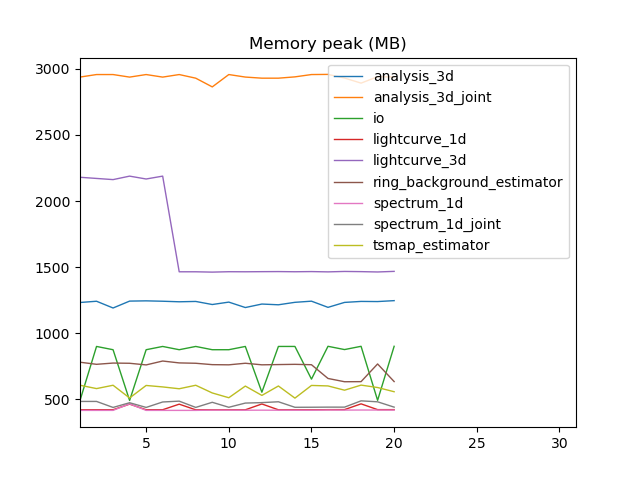 Memory peak (MB)
3000
2500
2000
1500
1000
500
analysis_3d
analysis_3d_joint
io
lightcurve_1d
lightcurve_3d
ring_background_estimator
spectrum_1d
spectrum_1d_joint
tsmap_estimator
5 10 15 20 25 30